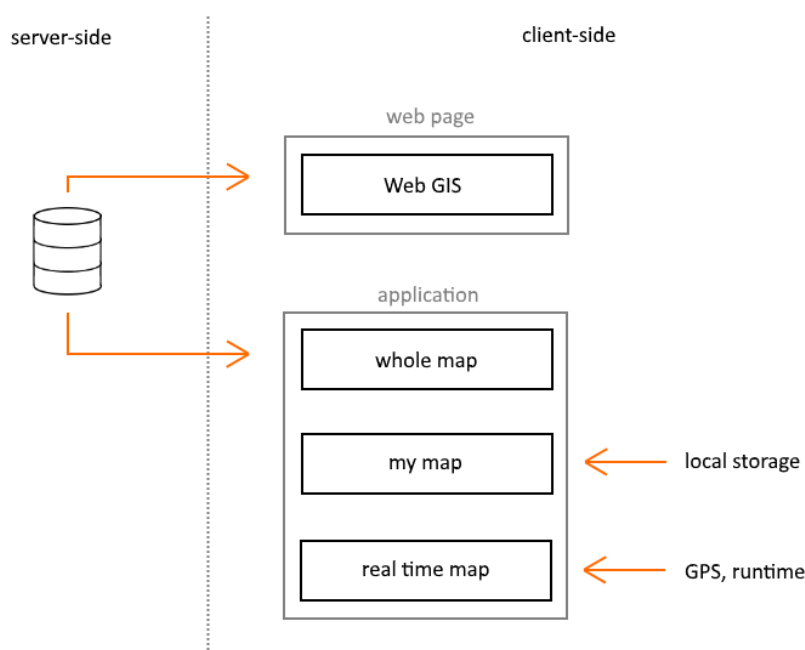 server-side
client-side
web page
Web GIS
application
whole map
my map
local storage
real time map
GPS, runtime